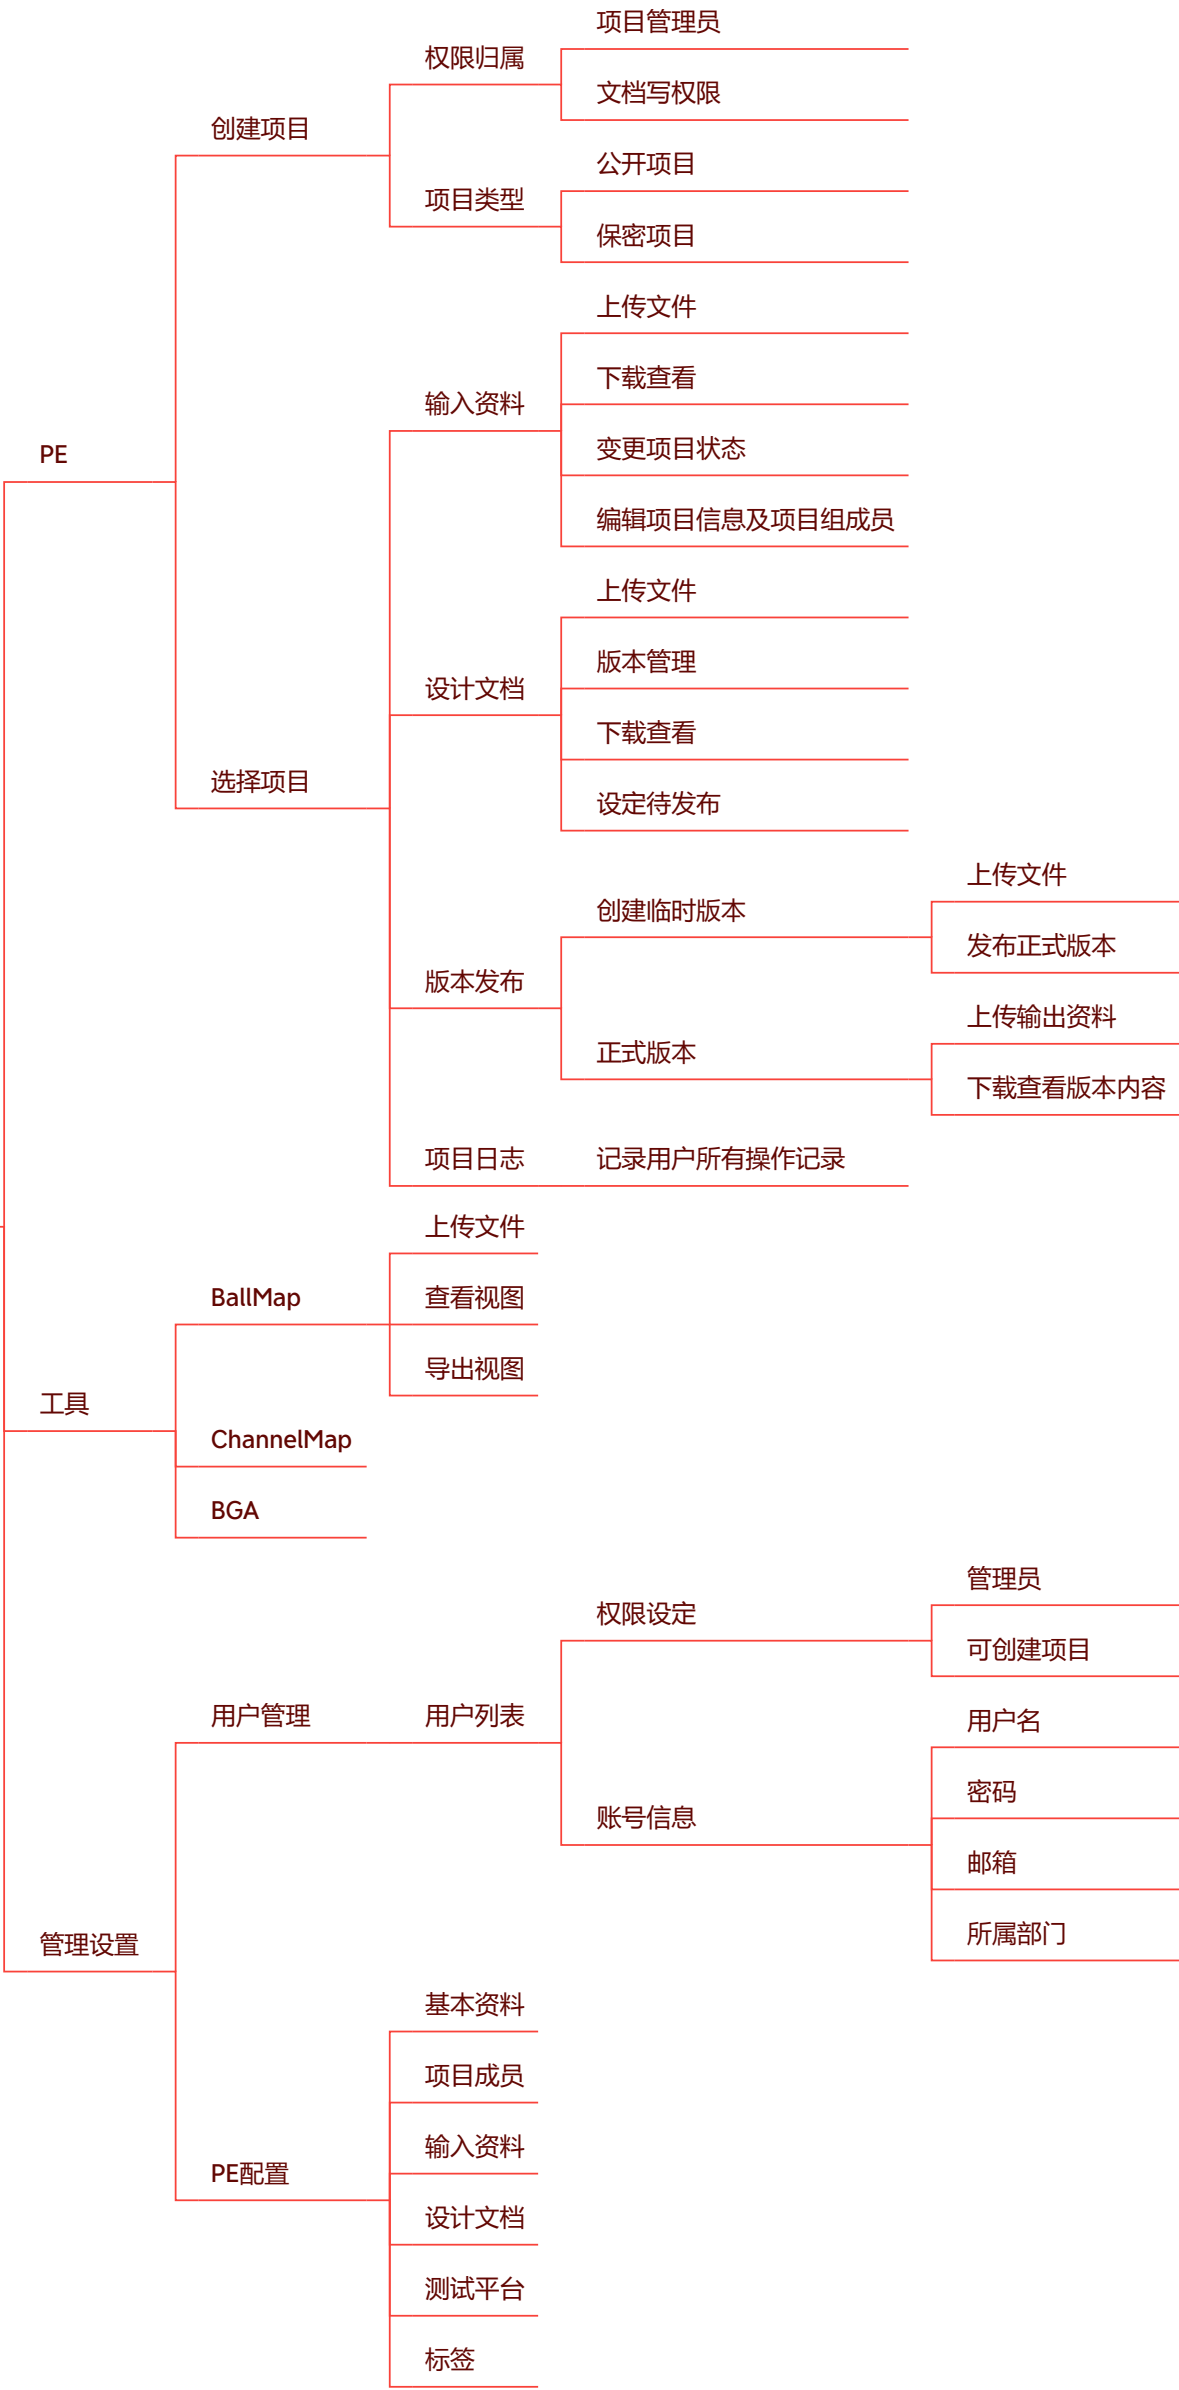 项目管理员
权限归属
文档写权限
创建项目
公开项目
项目类型
保密项目
上传文件
下载查看
输入资料
变更项目状态
PE
编辑项目信息及项目组成员
上传文件
版本管理
设计文档
下载查看
选择项目
设定待发布
上传文件
创建临时版本
发布正式版本
版本发布
上传输出资料
正式版本
下载查看版本内容
项目日志
记录用户所有操作记录
上传文件
BallMap
查看视图
导出视图
工具
ChannelMap
BGA
管理员
权限设定
可创建项目
用户管理
用户列表
用户名
密码
账号信息
邮箱
所属部门
管理设置
基本资料
项目成员
输入资料
PE配置
设计文档
测试平台
标签